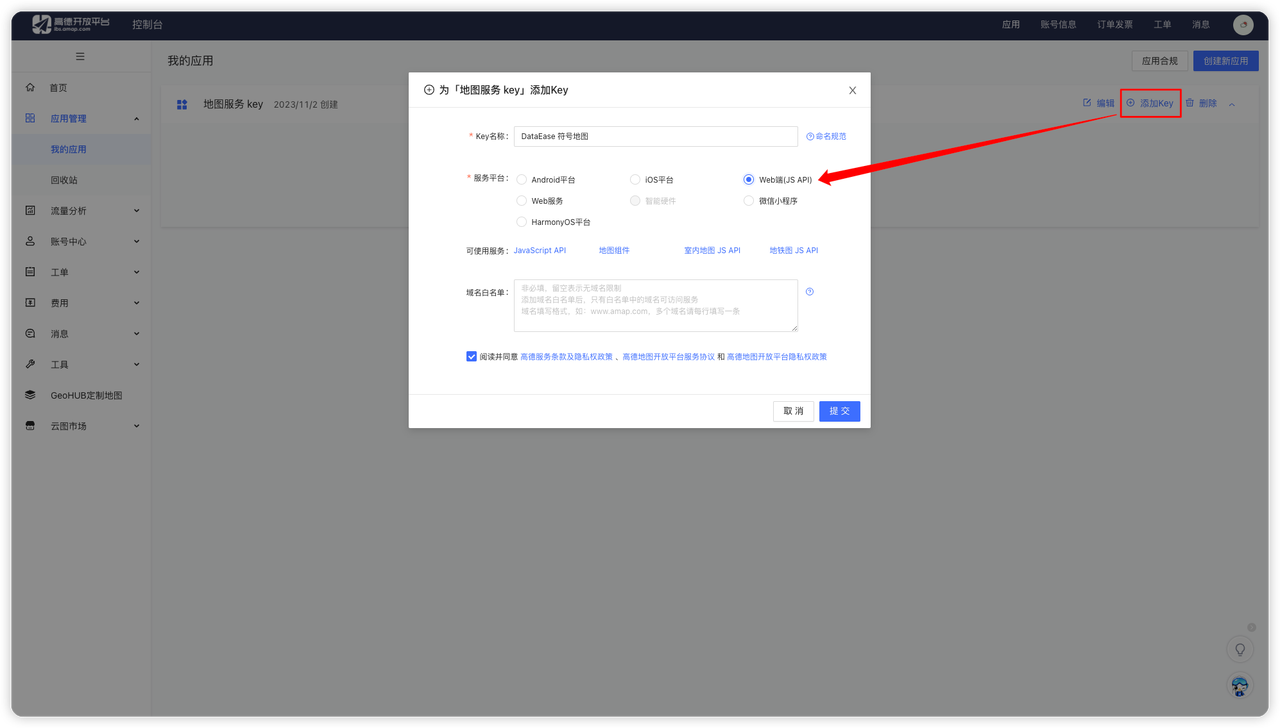 高德开放平台
lbs.amap.com
控制台
应用
账号信息
订单发票
工单
消息
首页
应用管理
我的应用
回收站
流量分析
账号中心
工单
费用
消息
工具
GeoHUB定制地图
云图市场
我的应用
应用合规
创建新应用
地图服务 key 2023/11/2 创建
编辑
添加Key
删除
为「地图服务 key」添加Key
* Key名称: DataEase 符号地图
命名规范
* 服务平台: Android平台 iOS平台 Web端(JS API)
Web服务 智能硬件 微信小程序
HarmonyOS平台
可使用服务: JavaScript API 地图组件 室内地图 JS API 地铁图 JS API
域名白名单: 非必填，留空表示无域名限制
添加域名白名单后，只有白名单中的域名可访问服务
域名填写格式，如：www.amap.com，多个域名请每行填写一条
阅读并同意 高德服务条款及隐私权政策 、 高德地图开放平台服务协议 和 高德地图开放平台隐私权政策
取 消
提 交